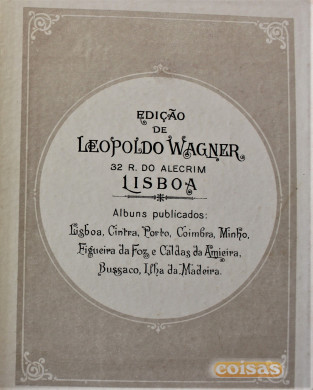 EDIÇÃO
DE
LEOPOLDO WAGNER
32 R. DO ALECRIM
LISBOA
Albuns publicados:
Lisboa, Cintra, Porto, Coimbra, Minho,
Figueira da Foz e Caldas da Amieira,
Bussaco, Ilha da Madeira.
coisas